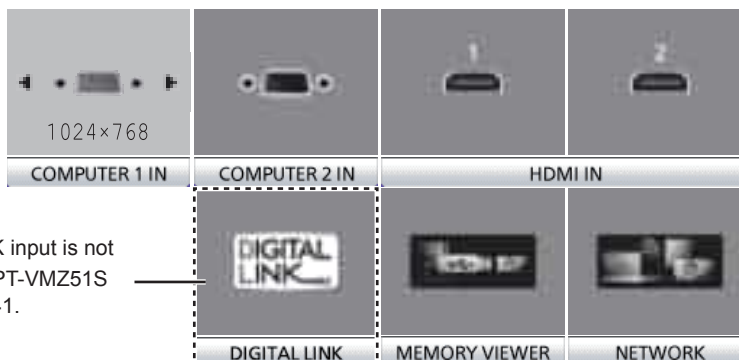 1 2
1024×768
COMPUTER 1 IN COMPUTER 2 IN HDMI IN
K input is not
PT-VMZ51S
1.
DIGITAL
LINK
DIGITAL LINK MEMORY VIEWER NETWORK